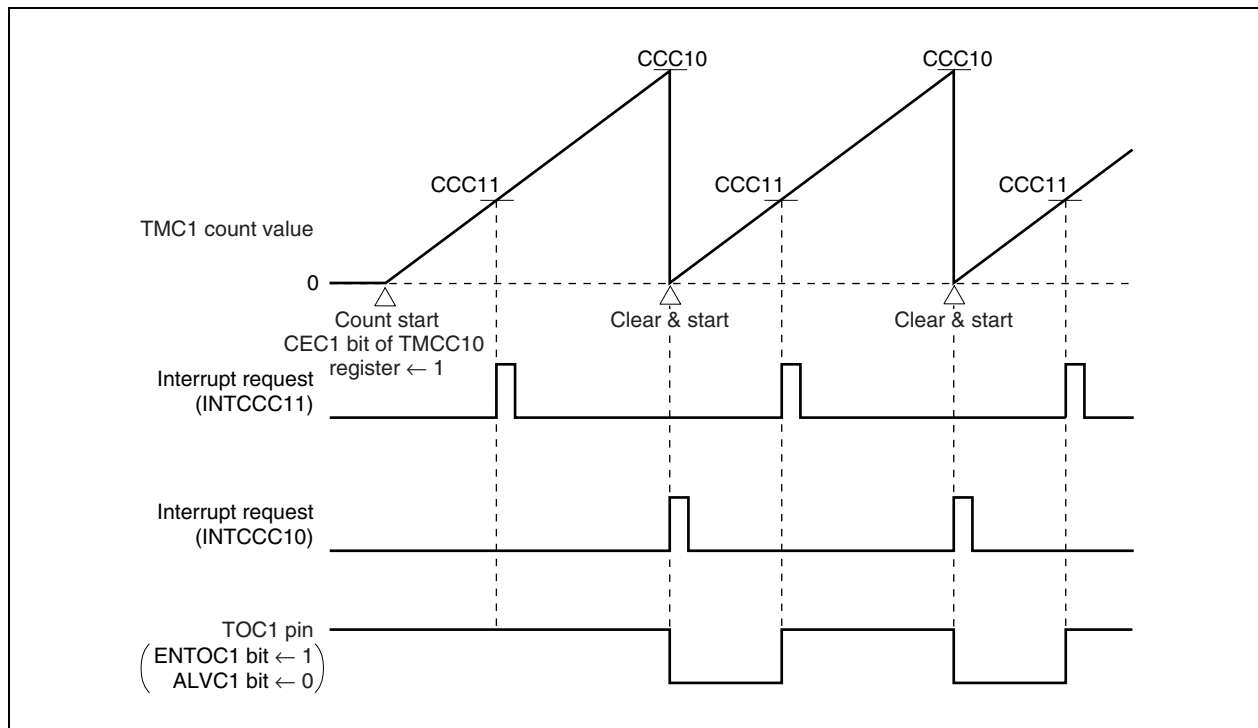 CCC10 CCC10
CCC11 CCC11 CCC11
TMC1 count value
0
Count start Clear & start Clear & start
CEC1 bit of TMCC10
register ← 1
Interrupt request
(INTCCC11)
Interrupt request
(INTCCC10)
TOC1 pin
(ENTOC1 bit ← 1
ALVC1 bit ← 0)